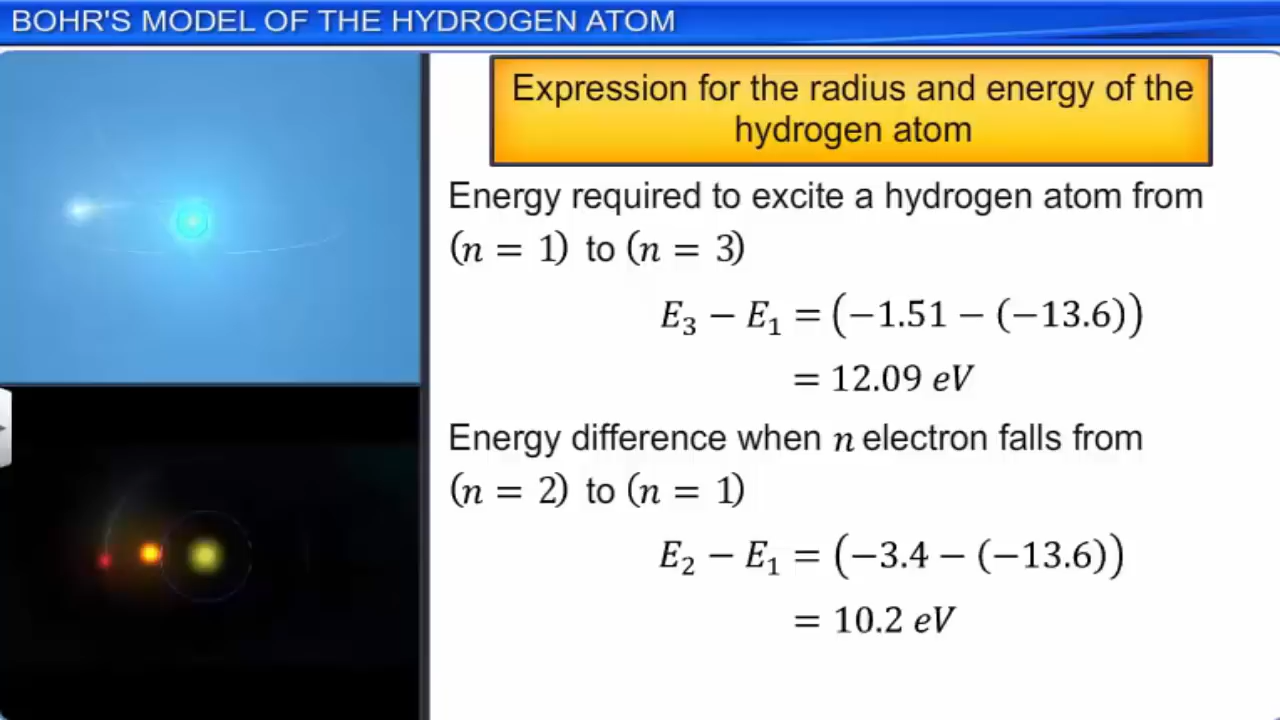 BOHR'S MODEL OF THE HYDROGEN ATOM
Expression for the radius and energy of the
hydrogen atom
Energy required to excite a hydrogen atom from
(n = 1) to (n = 3)
E₃ − E₁ = (−1.51 − (−13.6))
= 12.09 eV
Energy difference when n electron falls from
(n = 2) to (n = 1)
E₂ − E₁ = (−3.4 − (−13.6))
= 10.2 eV